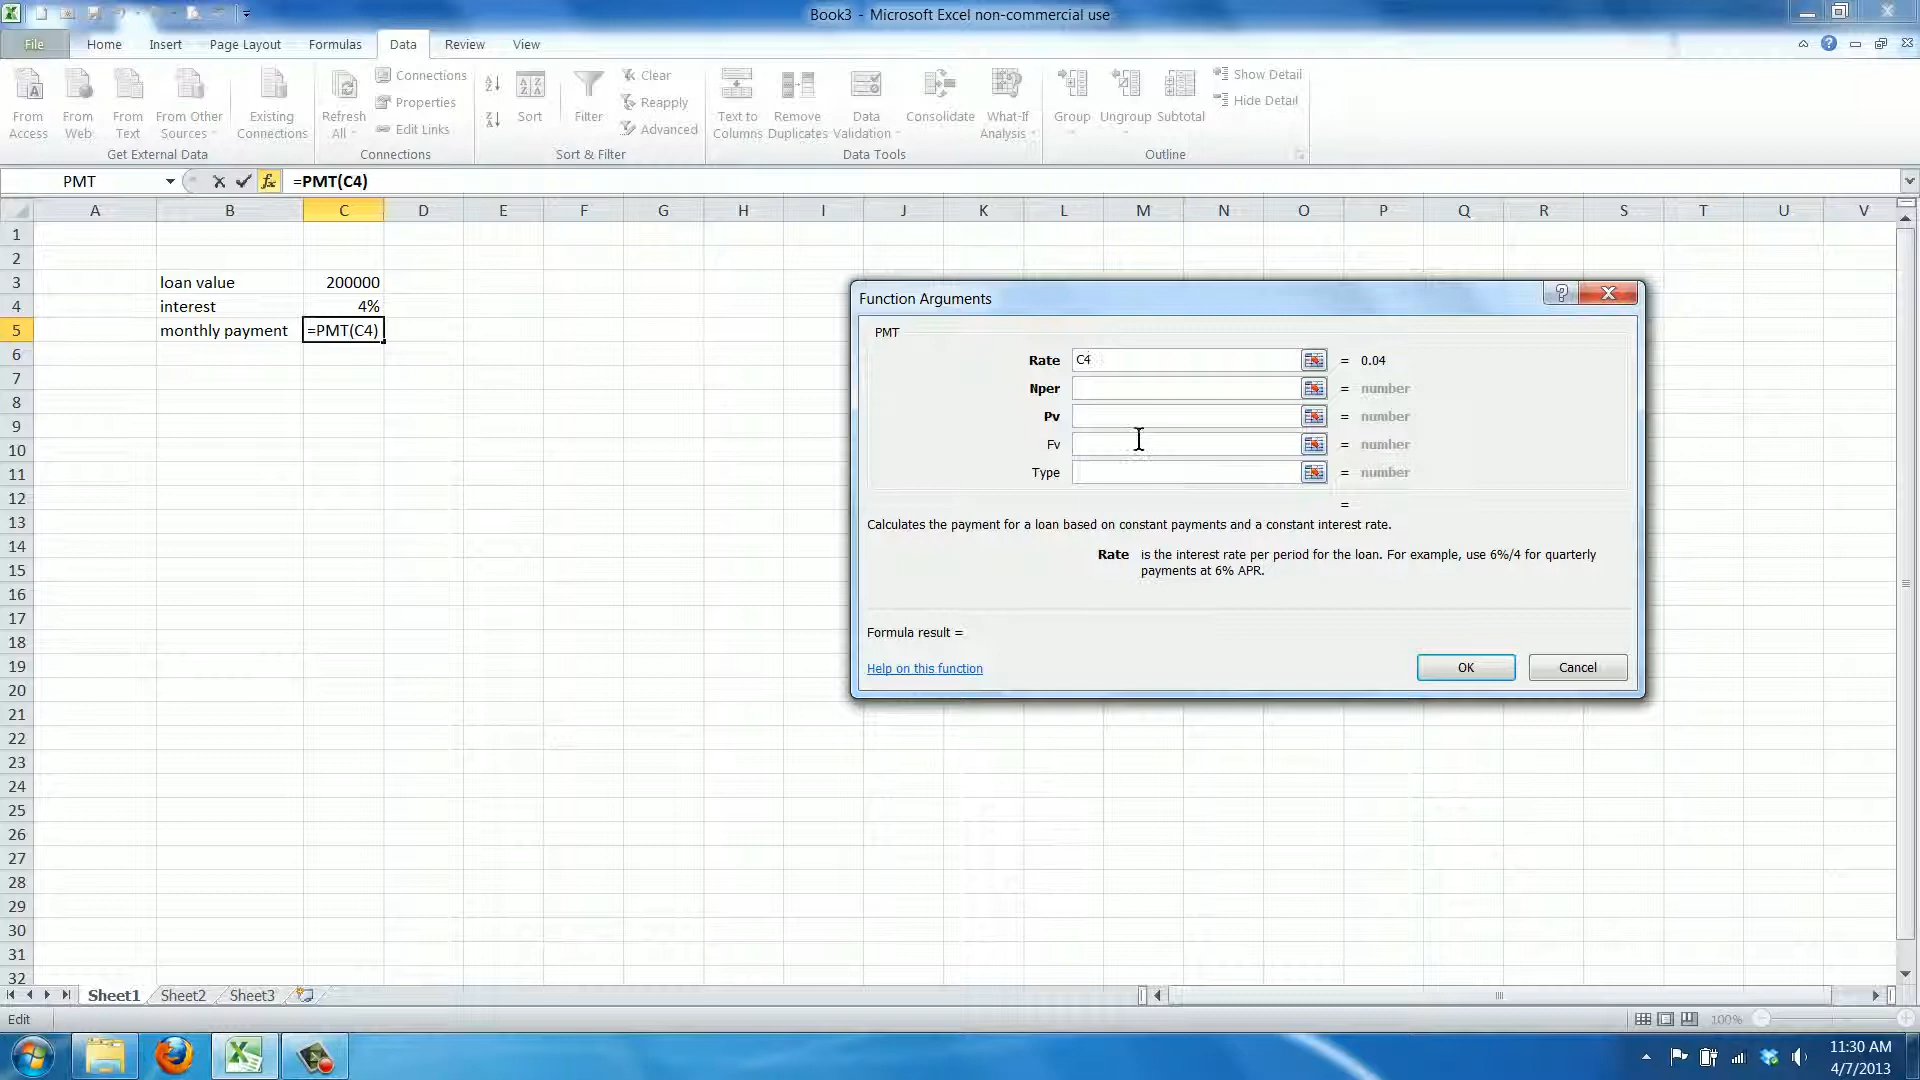 Book3 - Microsoft Excel non-commercial use
File Home Insert Page Layout Formulas Data Review View
From Access
From Web
From Text
From Other Sources
Existing Connections
Get External Data
Refresh All
Connections
Properties
Edit Links
Connections
Sort
Filter
Clear
Reapply
Advanced
Sort & Filter
Text to Columns
Remove Duplicates
Data Validation
Consolidate
What-If Analysis
Data Tools
Group
Ungroup
Subtotal
Show Detail
Hide Detail
Outline
PMT =PMT(C4)
A B C D E F G H I J K L M N O P Q R S T U V
1
2
3 loan value 200000
4 interest 4%
5 monthly payment =PMT(C4)
6
7
8
9
10
11
12
13
14
15
16
17
18
19
20
21
22
23
24
25
26
27
28
29
30
31
32
Function Arguments
PMT
Rate C4 = 0.04
Nper = number
Pv = number
Fv = number
Type = number
=
Calculates the payment for a loan based on constant payments and a constant interest rate.
Rate is the interest rate per period for the loan. For example, use 6%/4 for quarterly
payments at 6% APR.
Formula result =
Help on this function
OK Cancel
Sheet1 Sheet2 Sheet3
Edit 100%
11:30 AM
4/7/2013